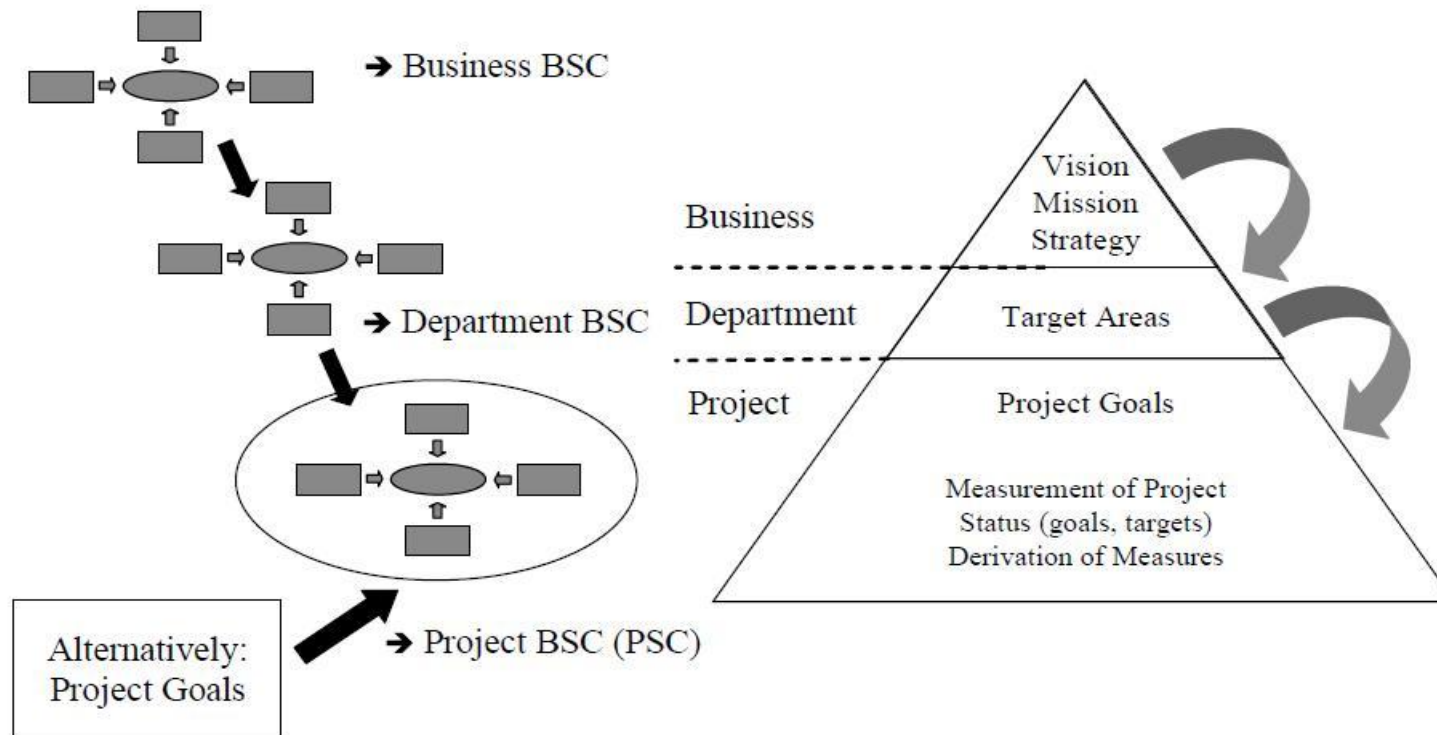 ➔ Business BSC
➔ Department BSC
Alternatively:
Project Goals
➔ Project BSC (PSC)
Business
Vision
Mission
Strategy
Department
Target Areas
Project
Project Goals
Measurement of Project
Status (goals, targets)
Derivation of Measures